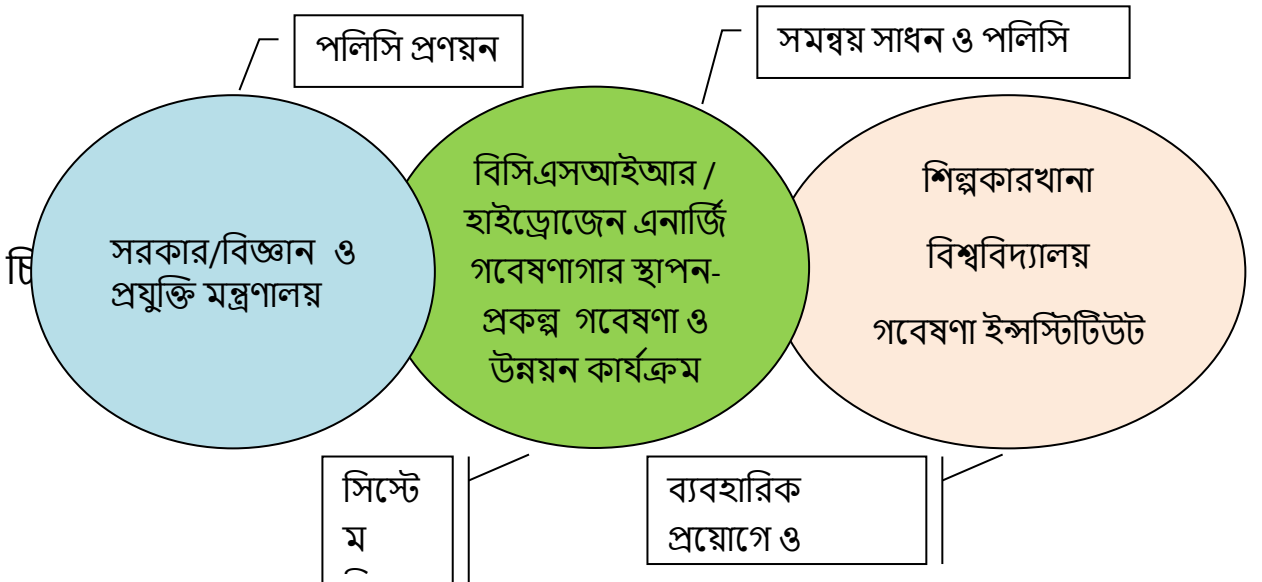 পলিসি প্রণয়ন
সমন্বয় সাধন ও পলিসি
সরকার/বিজ্ঞান ও
প্রযুক্তি মন্ত্রণালয়
বিসিএসআইআর /
হাইড্রোজেন এনার্জি
গবেষণাগার স্থাপন-
প্রকল্প গবেষণা ও
উন্নয়ন কার্যক্রম
শিল্পকারখানা
বিশ্ববিদ্যালয়
গবেষণা ইন্সস্টিটিউট
সিস্টে
ম
ব্যবহারিক
প্রয়োগে ও